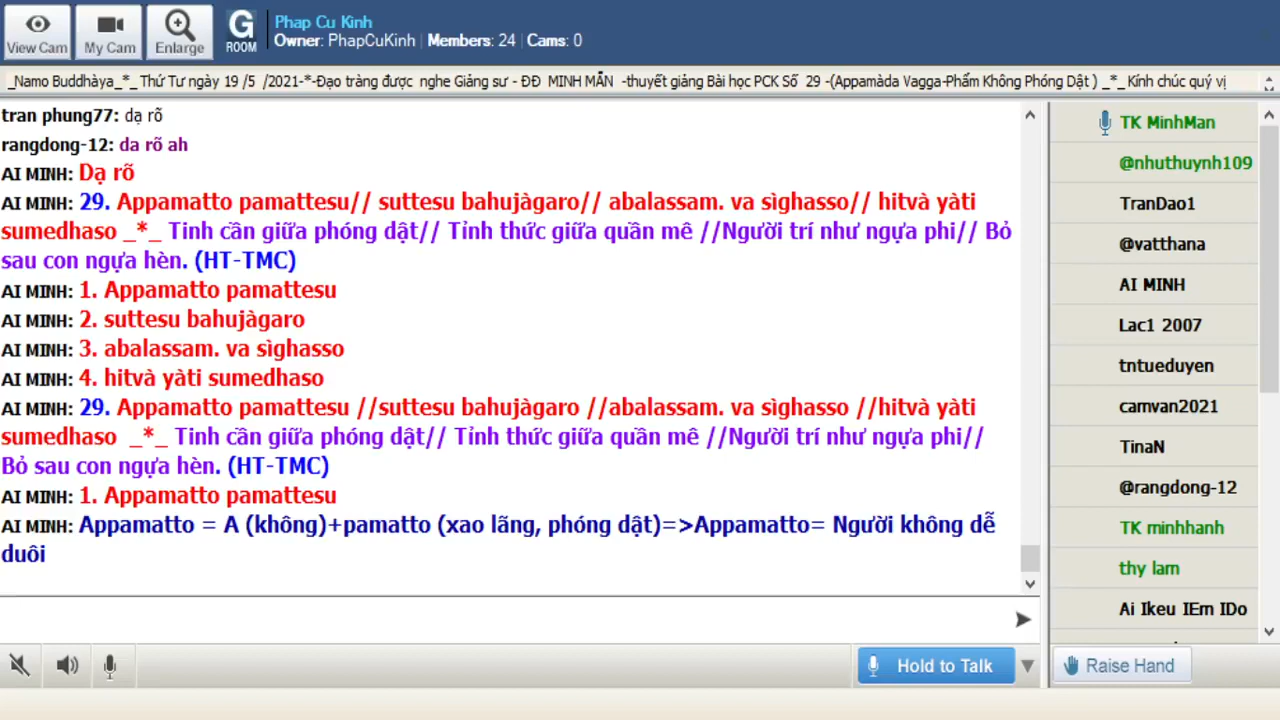 View Cam
My Cam
Enlarge
G ROOM
Phap Cu Kinh
Owner: PhapCuKinh | Members: 24 | Cams: 0
_Namo Buddhàya_*_ Thứ Tư ngày 19 /5 /2021-*-Đạo tràng được nghe Giảng sư - ĐĐ MINH MẪN -thuyết giảng Bài học PCK Số 29 -(Appamàda Vagga-Phẩm Không Phóng Dật ) _*_ Kính chúc quý vị
tran phung77: dạ rõ
rangdong-12: da rõ ah
AI MINH: Dạ rõ
AI MINH: 29. Appamatto pamattesu// suttesu bahujàgaro// abalassam. va sìghasso// hitvà yàti
sumedhaso _*_ Tinh cần giữa phóng dật// Tỉnh thức giữa quần mê //Người trí như ngựa phi// Bỏ
sau con ngựa hèn. (HT-TMC)
AI MINH: 1. Appamatto pamattesu
AI MINH: 2. suttesu bahujàgaro
AI MINH: 3. abalassam. va sìghasso
AI MINH: 4. hitvà yàti sumedhaso
AI MINH: 29. Appamatto pamattesu //suttesu bahujàgaro //abalassam. va sìghasso //hitvà yàti
sumedhaso _*_ Tinh cần giữa phóng dật// Tỉnh thức giữa quần mê //Người trí như ngựa phi//
Bỏ sau con ngựa hèn. (HT-TMC)
AI MINH: 1. Appamatto pamattesu
AI MINH: Appamatto = A (không)+pamatto (xao lãng, phóng dật)=>Appamatto= Người không dễ
duôi
TK MinhMan
@nhuthuynh109
TranDao1
@vatthana
AI MINH
Lac1 2007
tntueduyen
camvan2021
TinaN
@rangdong-12
TK minhhanh
thy lam
Ai Ikeu IEm IDo
Hold to Talk
Raise Hand